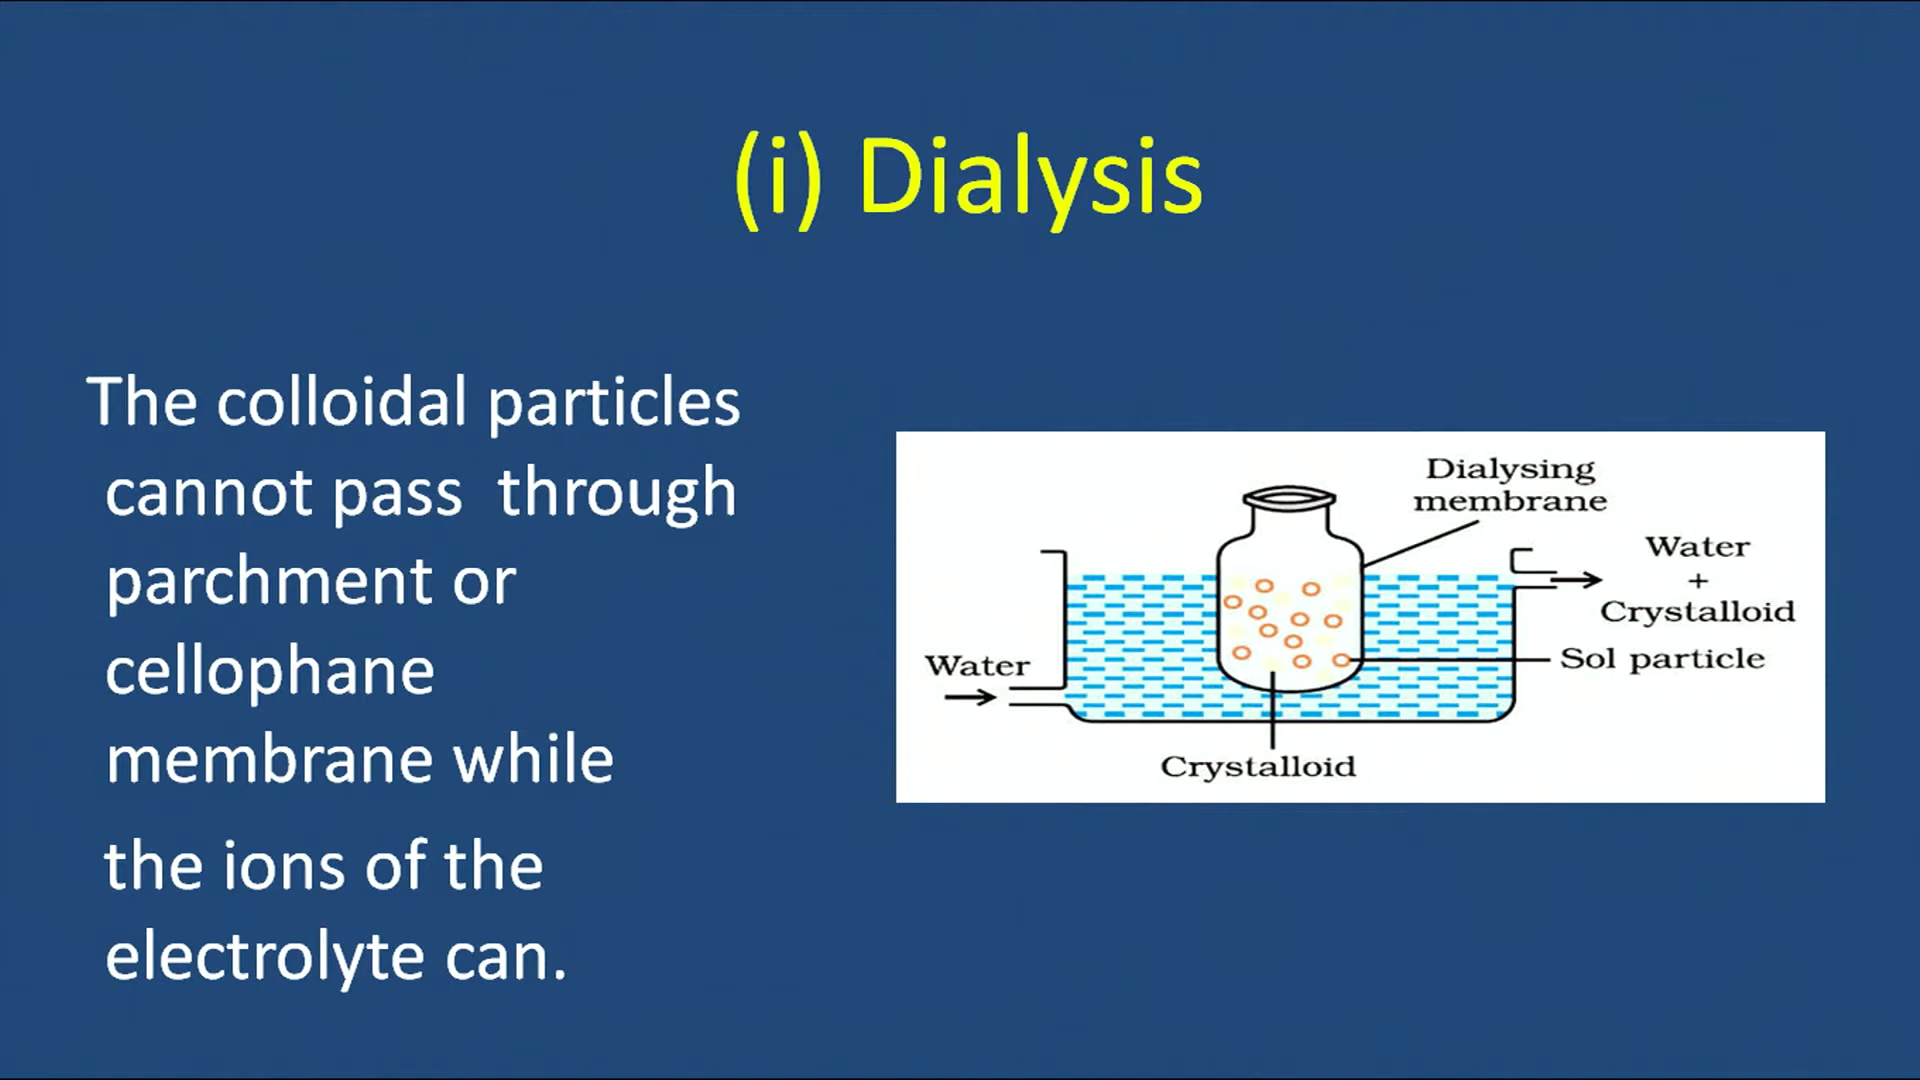 (i) Dialysis
The colloidal particles
cannot pass through
parchment or
cellophane
membrane while
the ions of the
electrolyte can.
Dialysing
membrane
Water
+
Crystalloid
Sol particle
Water
Crystalloid